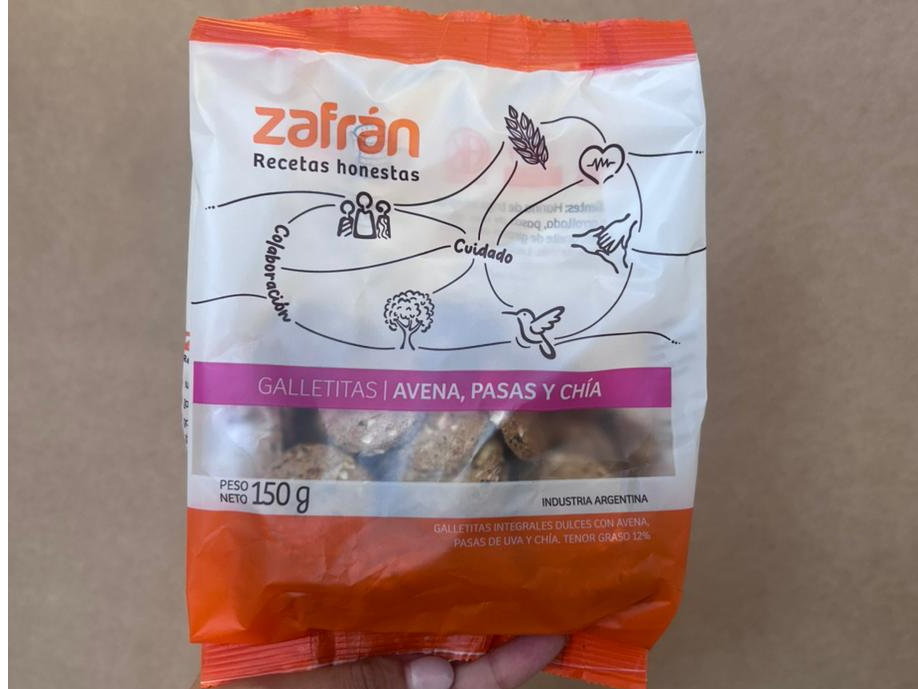 zafrán
Recetas honestas
Cuidado
Colaboración
GALLETITAS | AVENA, PASAS Y CHÍA
PESO
NETO 150 g
INDUSTRIA ARGENTINA
GALLETITAS INTEGRALES DULCES CON AVENA,
PASAS DE UVA Y CHÍA. TENOR GRASO 12%